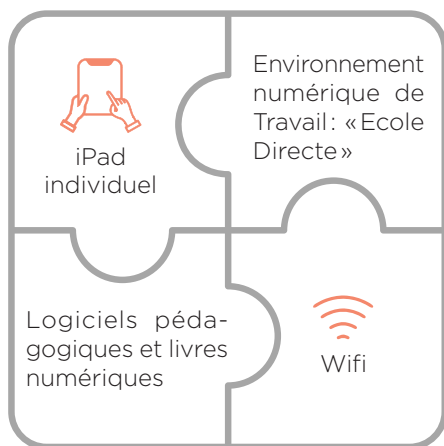 iPad
individuel
Environnement
numérique de
Travail : « Ecole
Directe »
Logiciels péda-
gogiques et livres
numériques
Wifi